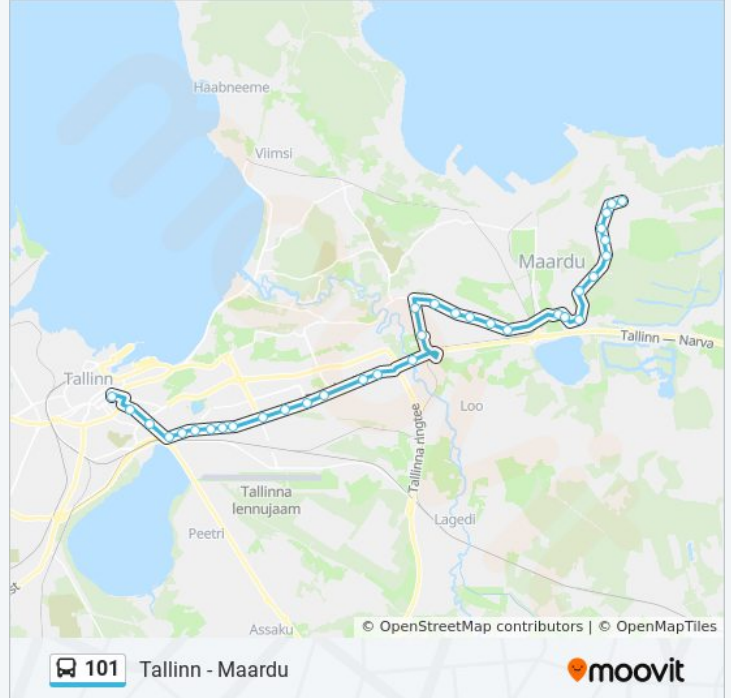 Haabneeme
Viimsi
Maardu
Tallinn — Narva
Tallinn
Loo
Tallinna ringtee
Tallinna
lennujaam
Lagedi
Peetri
Assaku
© OpenStreetMap contributors | © OpenMapTiles
101 Tallinn - Maardu
moovit